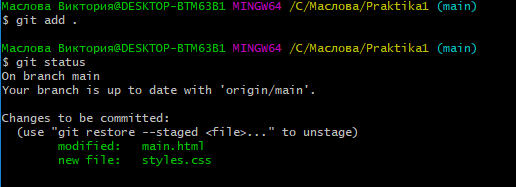 Маслова Виктория@DESKTOP-BTM63B1 MINGW64 /C/Маслова/Praktika1 (main)
$ git add .
Маслова Виктория@DESKTOP-BTM63B1 MINGW64 /C/Маслова/Praktika1 (main)
$ git status
On branch main
Your branch is up to date with 'origin/main'.
Changes to be committed:
(use "git restore --staged <file>..." to unstage)
modified: main.html
new file: styles.css